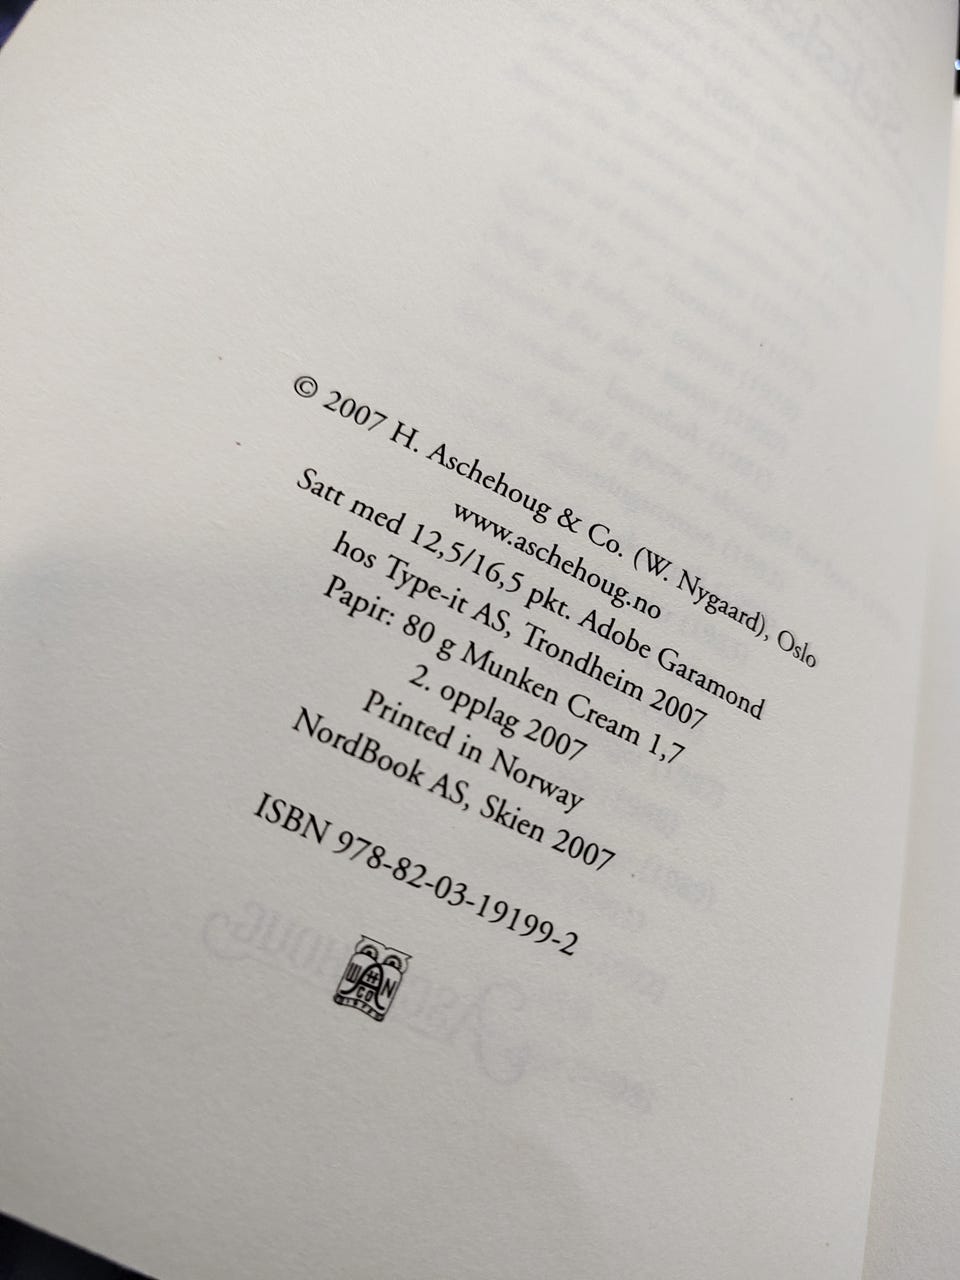 © 2007 H. Aschehoug & Co. (W. Nygaard), Oslo
www.aschehoug.no
Satt med 12,5/16,5 pkt. Adobe Garamond
hos Type-it AS, Trondheim 2007
Papir: 80 g Munken Cream 1,7
2. opplag 2007
Printed in Norway
NordBook AS, Skien 2007
ISBN 978-82-03-19199-2
W H N
CO